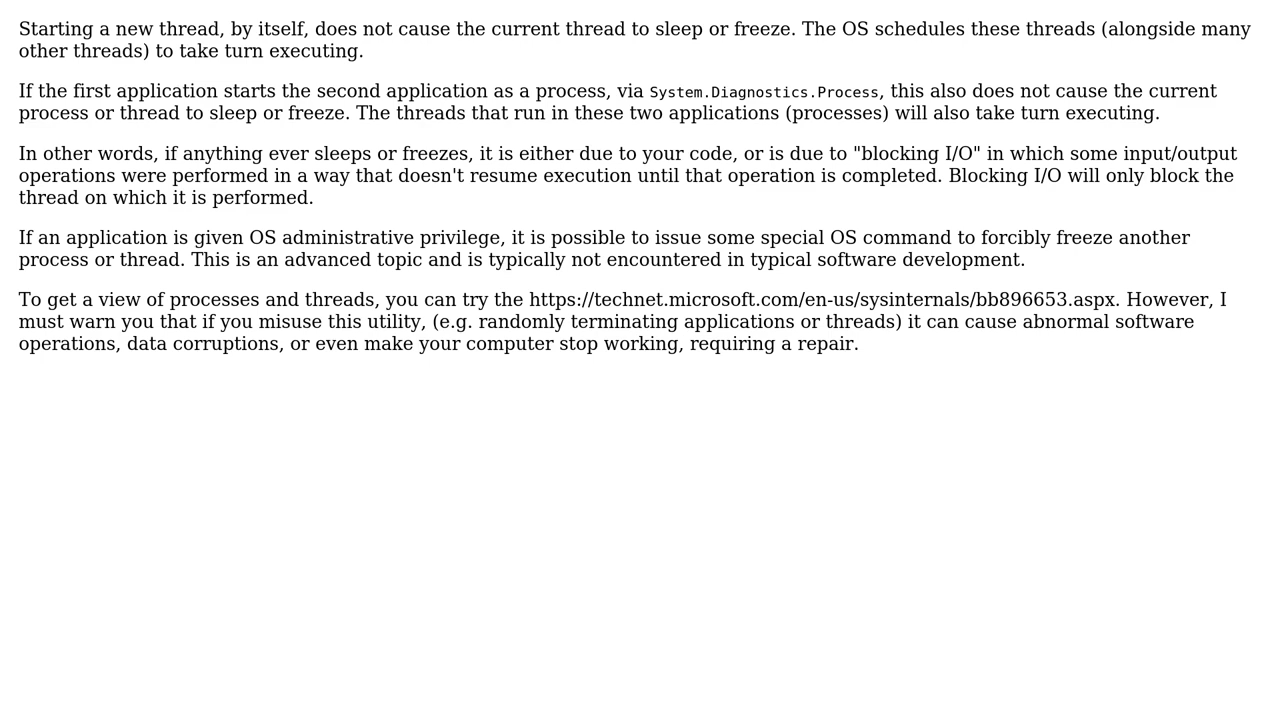 Starting a new thread, by itself, does not cause the current thread to sleep or freeze. The OS schedules these threads (alongside many
other threads) to take turn executing.
If the first application starts the second application as a process, via System.Diagnostics.Process, this also does not cause the current
process or thread to sleep or freeze. The threads that run in these two applications (processes) will also take turn executing.
In other words, if anything ever sleeps or freezes, it is either due to your code, or is due to "blocking I/O" in which some input/output
operations were performed in a way that doesn't resume execution until that operation is completed. Blocking I/O will only block the
thread on which it is performed.
If an application is given OS administrative privilege, it is possible to issue some special OS command to forcibly freeze another
process or thread. This is an advanced topic and is typically not encountered in typical software development.
To get a view of processes and threads, you can try the https://technet.microsoft.com/en-us/sysinternals/bb896653.aspx. However, I
must warn you that if you misuse this utility, (e.g. randomly terminating applications or threads) it can cause abnormal software
operations, data corruptions, or even make your computer stop working, requiring a repair.